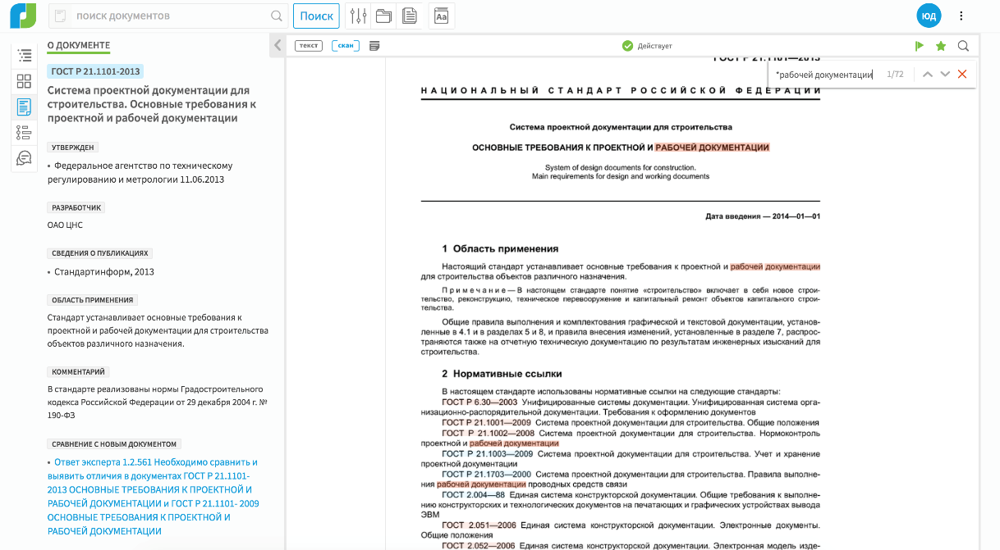 поиск документов
Поиск
Aa
ЮД
О ДОКУМЕНТЕ
ГОСТ Р 21.1101-2013
Система проектной документации для
строительства. Основные требования к
проектной и рабочей документации
УТВЕРЖДЕН
• Федеральное агентство по техническому
регулированию и метрологии 11.06.2013
РАЗРАБОТЧИК
ОАО ЦНС
СВЕДЕНИЯ О ПУБЛИКАЦИЯХ
• Стандартинформ, 2013
ОБЛАСТЬ ПРИМЕНЕНИЯ
Стандарт устанавливает основные требования к
проектной и рабочей документации для строительства
объектов различного назначения.
КОММЕНТАРИЙ
В стандарте реализованы нормы Градостроительного
кодекса Российской Федерации от 29 декабря 2004 г. №
190-ФЗ
СРАВНЕНИЕ С НОВЫМ ДОКУМЕНТОМ
• Ответ эксперта 1.2.561 Необходимо сравнить и
выявить отличия в документах ГОСТ Р 21.1101-
2013 ОСНОВНЫЕ ТРЕБОВАНИЯ К ПРОЕКТНОЙ И
РАБОЧЕЙ ДОКУМЕНТАЦИИ и ГОСТ Р 21.1101- 2009
ОСНОВНЫЕ ТРЕБОВАНИЯ К ПРОЕКТНОЙ И
РАБОЧЕЙ ДОКУМЕНТАЦИИ
текст
скан
Действует
ГОСТ Р 21.1101—2013
*рабочей документации
1/72
НАЦИОНАЛЬНЫЙ СТАНДАРТ РОССИЙСКОЙ ФЕДЕРАЦИИ
Система проектной документации для строительства
ОСНОВНЫЕ ТРЕБОВАНИЯ К ПРОЕКТНОЙ И РАБОЧЕЙ ДОКУМЕНТАЦИИ
System of design documents for construction.
Main requirements for design and working documents
Дата введения — 2014—01—01
1 Область применения
Настоящий стандарт устанавливает основные требования к проектной и рабочей документации
для строительства объектов различного назначения.
Примечание — В настоящем стандарте понятие «строительство» включает в себя новое строи-
тельство, реконструкцию, техническое перевооружение и капитальный ремонт объектов капитального строи-
тельства.
Общие правила выполнения и комплектования графической и текстовой документации, установ-
ленные в 4.1 и в разделах 5 и 8, и правила внесения изменений, установленные в разделе 7, распрос-
траняются также на отчетную техническую документацию по результатам инженерных изысканий для
строительства.
2 Нормативные ссылки
В настоящем стандарте использованы нормативные ссылки на следующие стандарты:
ГОСТ Р 6.30—2003 Унифицированные системы документации. Унифицированная система орга-
низационно-распорядительной документации. Требования к оформлению документов
ГОСТ Р 21.1001—2009 Система проектной документации для строительства. Общие положения
ГОСТ Р 21.1002—2008 Система проектной документации для строительства. Нормоконтроль
проектной и рабочей документации
ГОСТ Р 21.1003—2009 Система проектной документации для строительства. Учет и хранение
проектной документации
ГОСТ Р 21.1703—2000 Система проектной документации для строительства. Правила выполне-
ния рабочей документации проводных средств связи
ГОСТ 2.004—88 Единая система конструкторской документации. Общие требования к выполне-
нию конструкторских и технологических документов на печатающих и графических устройствах вывода
ЭВМ
ГОСТ 2.051—2006 Единая система конструкторской документации. Электронные документы.
Общие положения
ГОСТ 2.052—2006 Единая система конструкторской документации. Электронная модель изде-